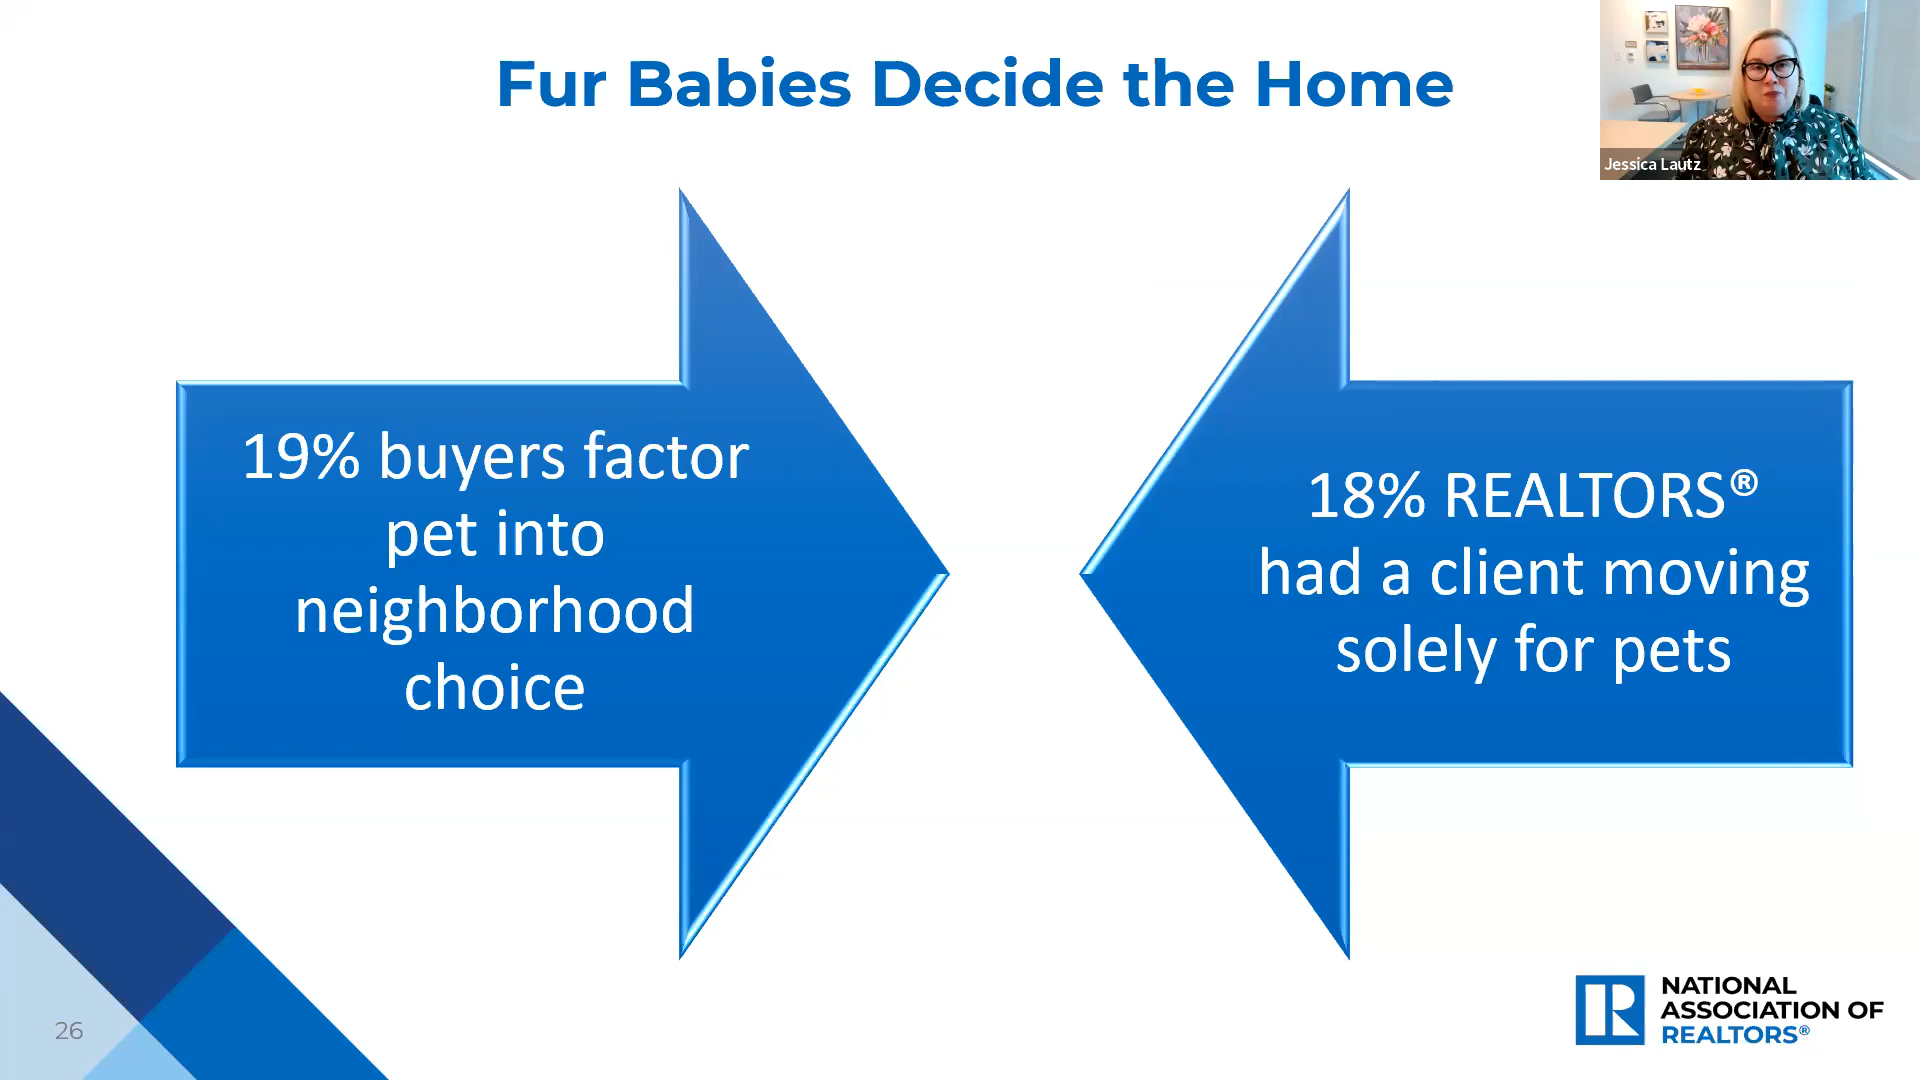 Fur Babies Decide the Home
Jessica Lautz
19% buyers factor
pet into
neighborhood
choice
18% REALTORS®
had a client moving
solely for pets
26
NATIONAL
ASSOCIATION OF
REALTORS®